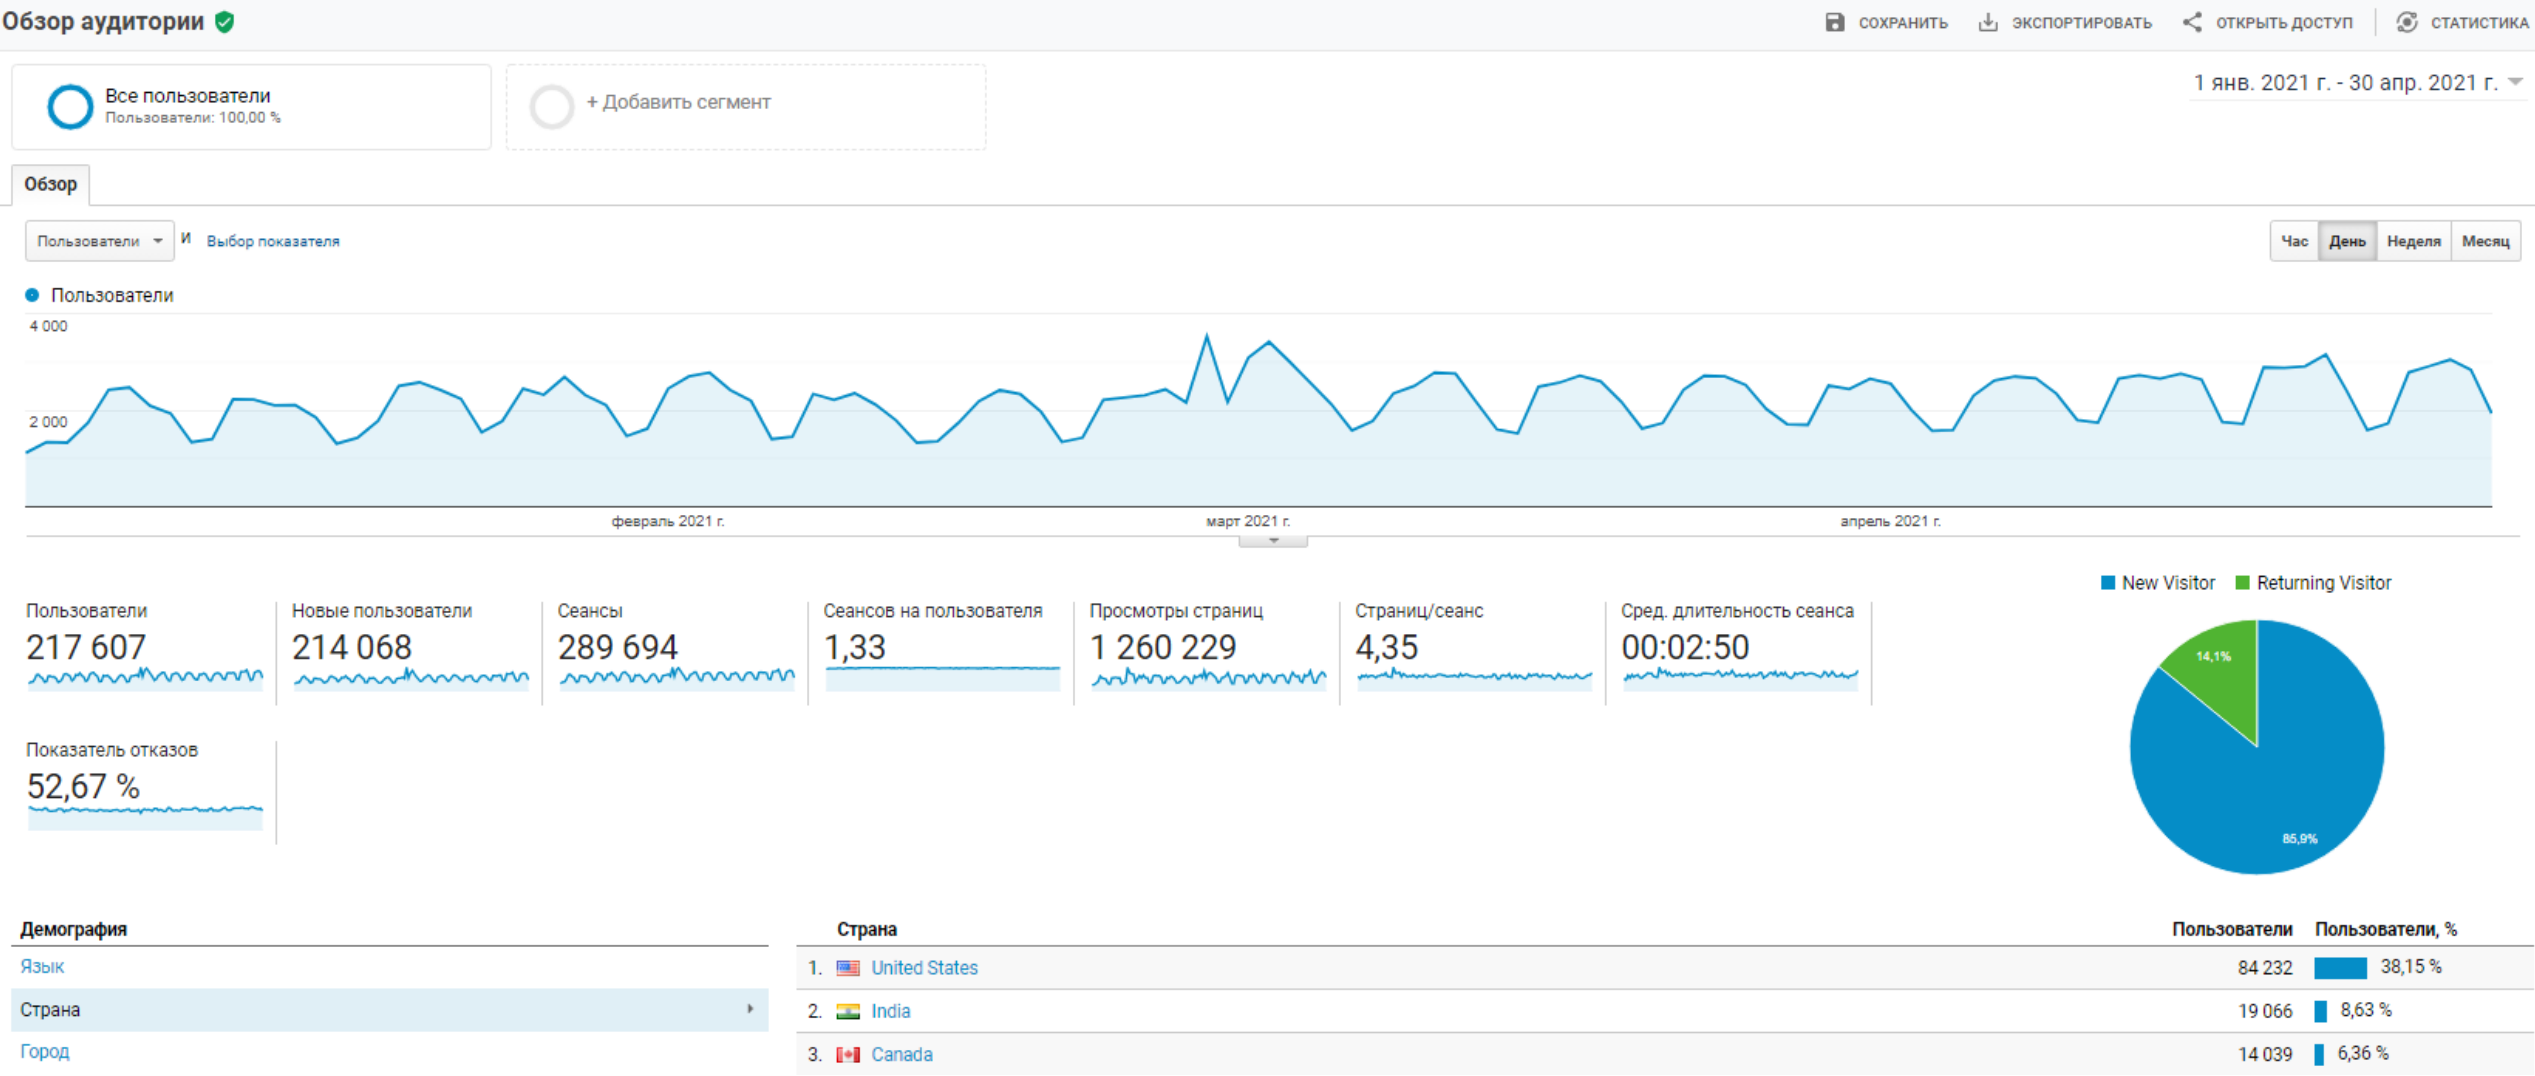 Обзор аудитории
СОХРАНИТЬ ЭКСПОРТИРОВАТЬ ОТКРЫТЬ ДОСТУП СТАТИСТИКА
Все пользователи
Пользователи: 100,00 %
+ Добавить сегмент
1 янв. 2021 г. - 30 апр. 2021 г.
Обзор
Пользователи И Выбор показателя
Час День Неделя Месяц
Пользователи
4 000
2 000
февраль 2021 г. март 2021 г. апрель 2021 г.
New Visitor Returning Visitor
Пользователи
217 607
Новые пользователи
214 068
Сеансы
289 694
Сеансов на пользователя
1,33
Просмотры страниц
1 260 229
Страниц/сеанс
4,35
Сред. длительность сеанса
00:02:50
Показатель отказов
52,67 %
14,1%
85,9%
Демография
Язык
Страна
Город
Страна Пользователи Пользователи, %
1. United States 84 232 38,15 %
2. India 19 066 8,63 %
3. Canada 14 039 6,36 %